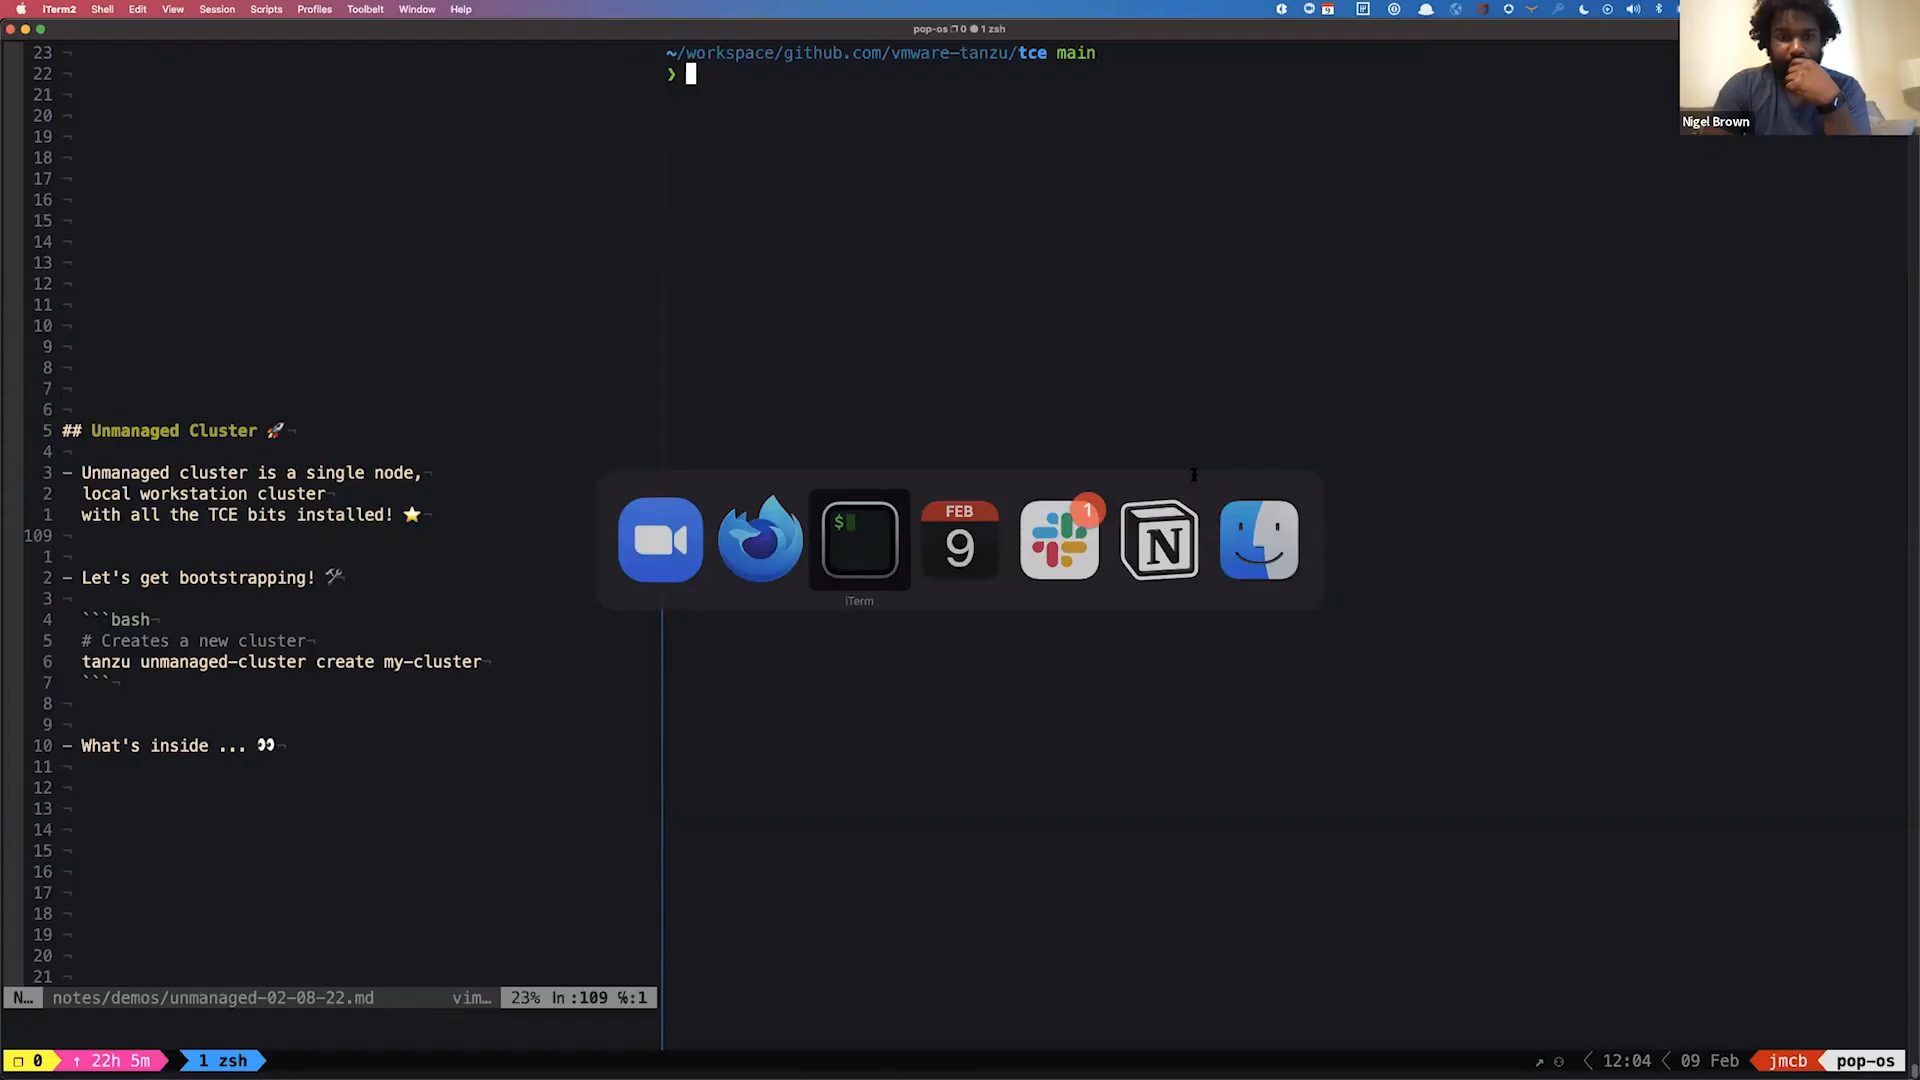 iTerm2 Shell Edit View Session Scripts Profiles Toolbelt Window Help
9
pop-os 0 1 zsh
Nigel Brown
~/workspace/github.com/vmware-tanzu/tce main
❯
23 ¬
22 ¬
21 ¬
20 ¬
19 ¬
18 ¬
17 ¬
16 ¬
15 ¬
14 ¬
13 ¬
12 ¬
11 ¬
10 ¬
9 ¬
8 ¬
7 ¬
6 ¬
5 ## Unmanaged Cluster 🚀¬
4 ¬
3 - Unmanaged cluster is a single node,¬
2 local workstation cluster¬
1 with all the TCE bits installed! ⭐¬
109 ¬
1 ¬
2 - Let's get bootstrapping! 🛠¬
3 ¬
4 ```bash¬
5 # Creates a new cluster¬
6 tanzu unmanaged-cluster create my-cluster¬
7 ```¬
8 ¬
9 ¬
10 - What's inside ... 👀¬
11 ¬
12 ¬
13 ¬
14 ¬
15 ¬
16 ¬
17 ¬
18 ¬
19 ¬
20 ¬
21 ¬
$
FEB
9
1
N
iTerm
N… notes/demos/unmanaged-02-08-22.md vim… 23% ln :109 ℅:1
0 ↑ 22h 5m 1 zsh
12:04 09 Feb jmcb pop-os